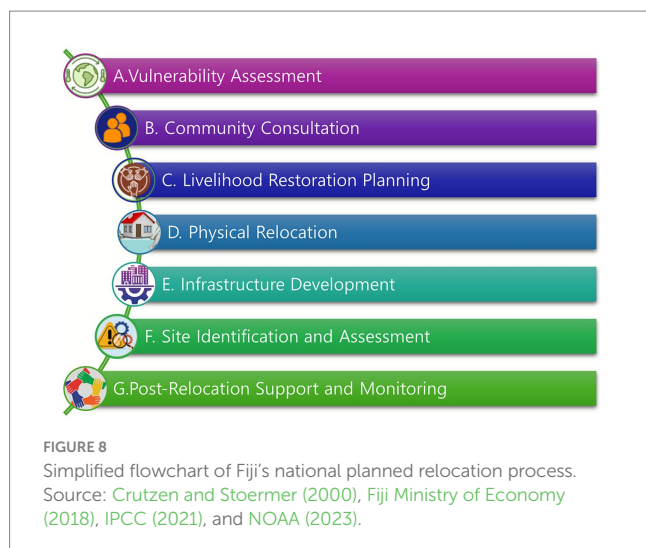 A.Vulnerability Assessment
B. Community Consultation
C. Livelihood Restoration Planning
D. Physical Relocation
E. Infrastructure Development
F. Site Identification and Assessment
G.Post-Relocation Support and Monitoring
FIGURE 8
Simplified flowchart of Fiji's national planned relocation process.
Source: Crutzen and Stoermer (2000), Fiji Ministry of Economy
(2018), IPCC (2021), and NOAA (2023).